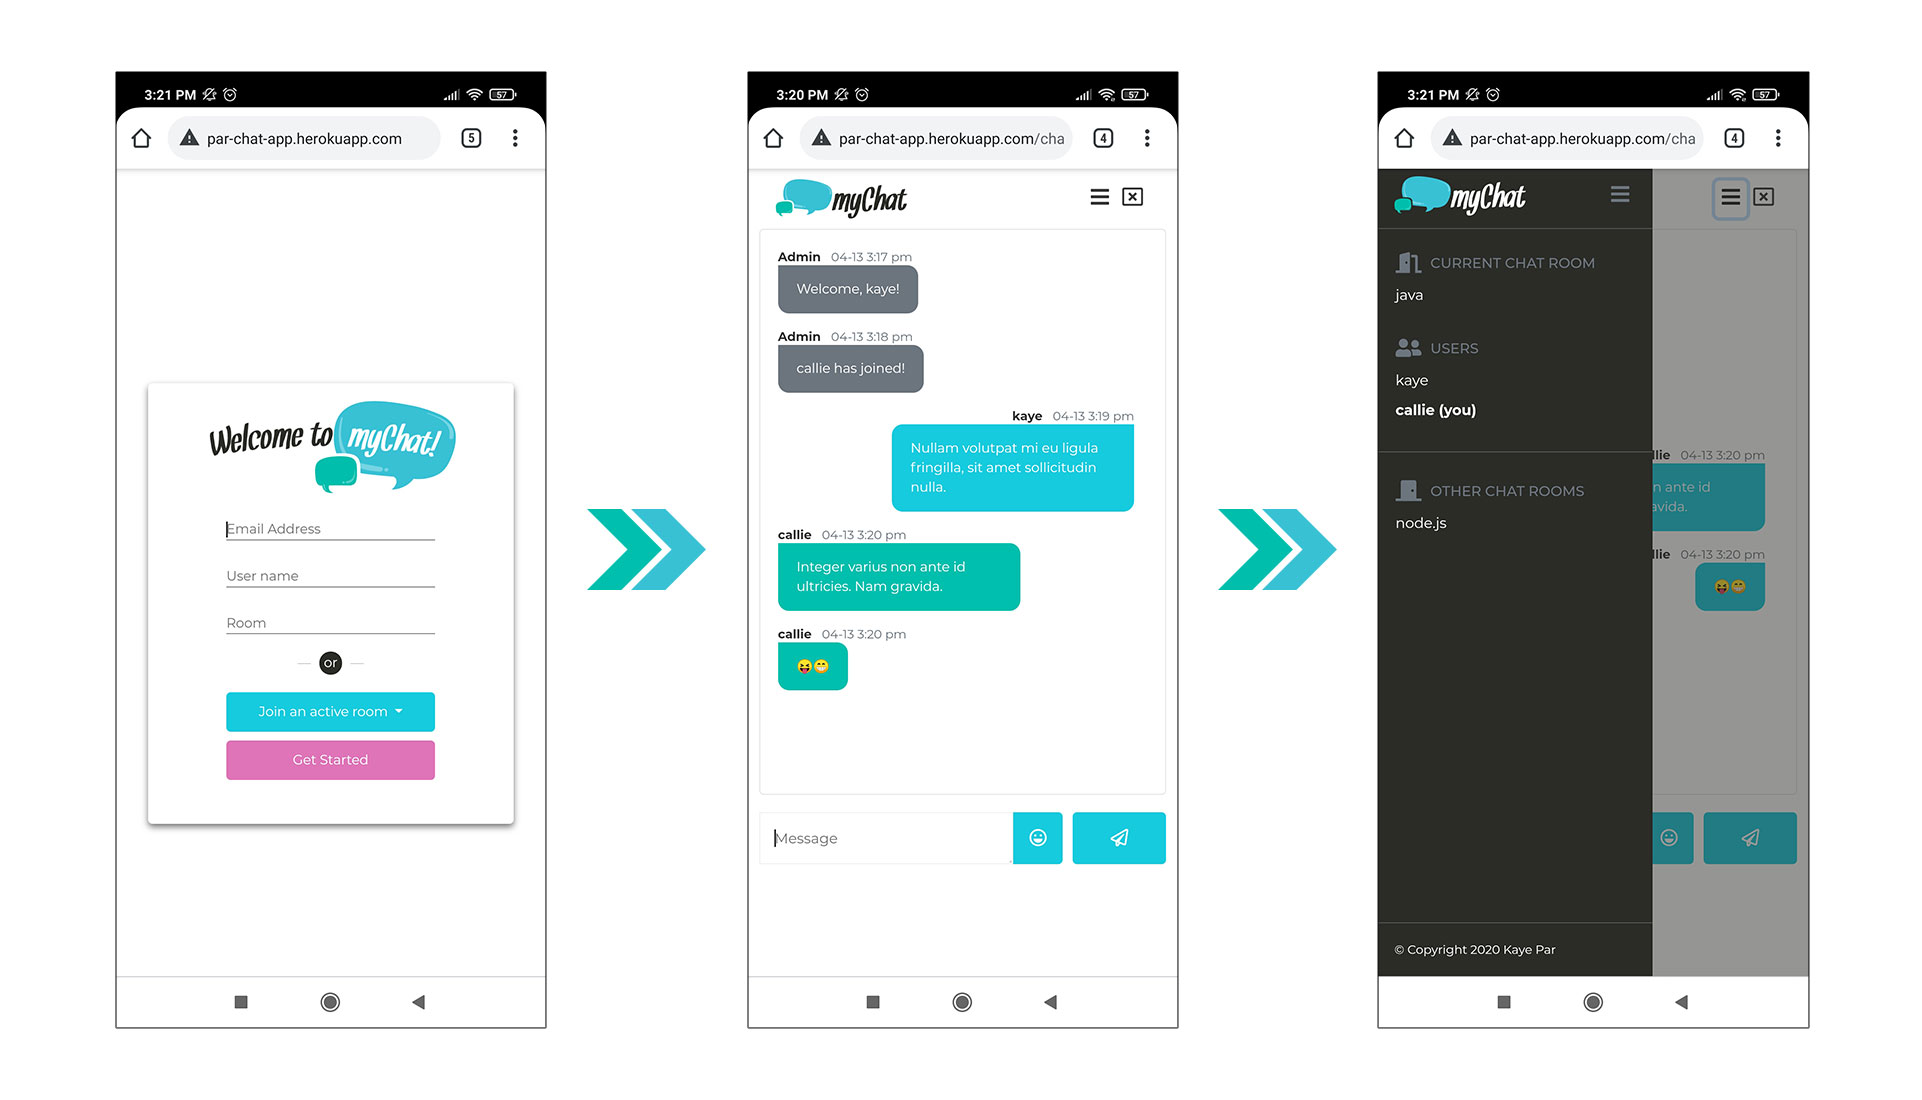 3:21 PM
57
par-chat-app.herokuapp.com
5
Welcome to myChat!
Email Address
User name
Room
or
Join an active room
Get Started
3:20 PM
57
par-chat-app.herokuapp.com/cha
4
myChat
Admin 04-13 3:17 pm
Welcome, kaye!
Admin 04-13 3:18 pm
callie has joined!
kaye 04-13 3:19 pm
Nullam volutpat mi eu ligula
fringilla, sit amet sollicitudin
nulla.
callie 04-13 3:20 pm
Integer varius non ante id
ultricies. Nam gravida.
callie 04-13 3:20 pm
😝😁
Message
3:21 PM
57
par-chat-app.herokuapp.com/cha
4
myChat
CURRENT CHAT ROOM
java
USERS
kaye
callie (you)
OTHER CHAT ROOMS
node.js
© Copyright 2020 Kaye Par
llie 04-13 3:20 pm
n ante id
avida.
llie 04-13 3:20 pm
😝😁